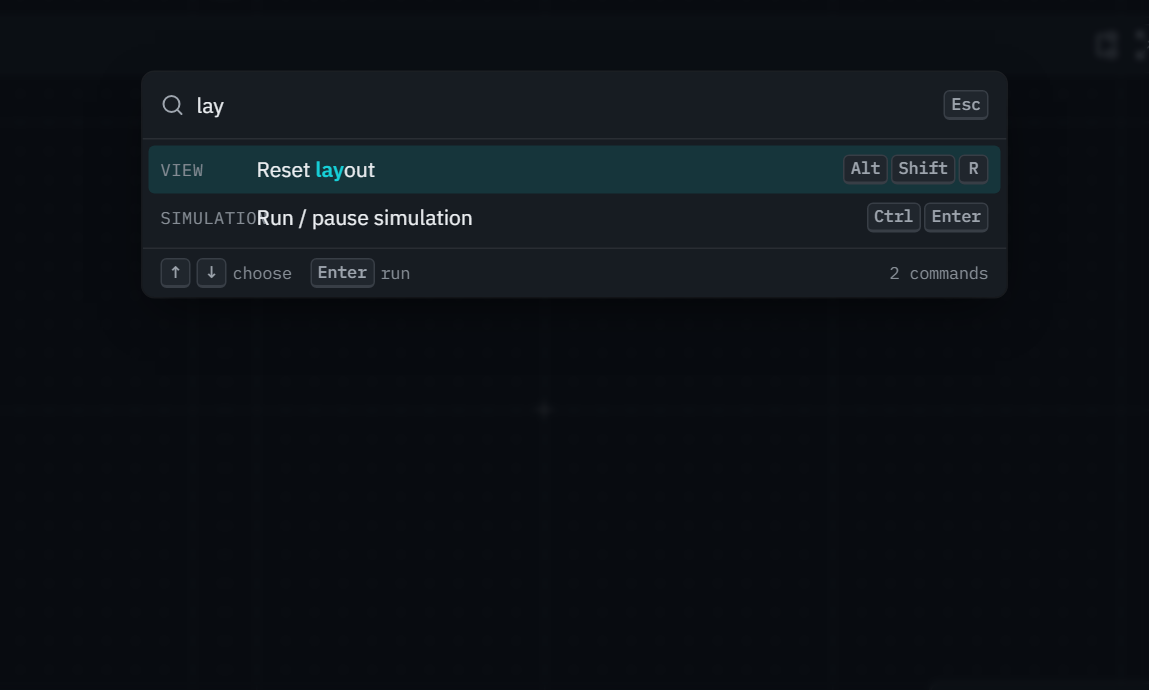 lay Esc
VIEW Reset layout Alt Shift R
SIMULATIO Run / pause simulation Ctrl Enter
↑ ↓ choose Enter run 2 commands